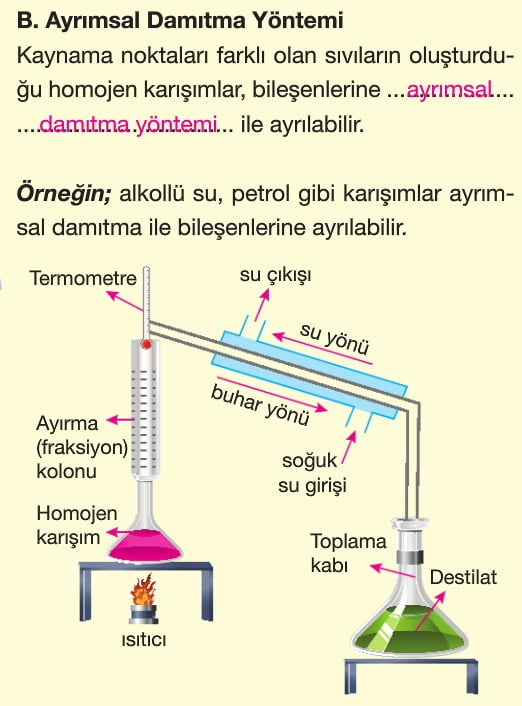 B. Ayrımsal Damıtma Yöntemi
Kaynama noktaları farklı olan sıvıların oluşturdu-
ğu homojen karışımlar, bileşenlerine ...ayrımsal...
....damıtma yöntemi... ile ayrılabilir.
Örneğin; alkollü su, petrol gibi karışımlar ayrım-
sal damıtma ile bileşenlerine ayrılabilir.
Termometre
su çıkışı
su yönü
buhar yönü
Ayırma
(fraksiyon)
kolonu
soğuk
su girişi
Homojen
karışım
Toplama
kabı
Destilat
ısıtıcı